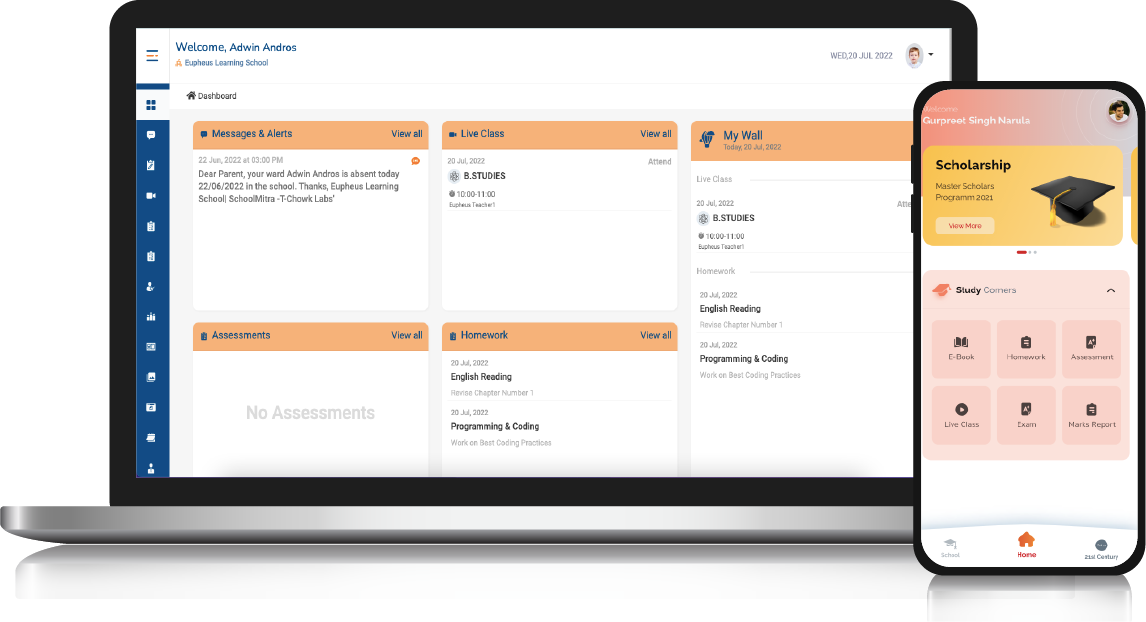 Welcome, Adwin Andros
Eupheus Learning School
WED,20 JUL 2022
Dashboard
Messages & Alerts View all
22 Jun, 2022 at 03:00 PM
Dear Parent, your ward Adwin Andros is absent today
22/06/2022 in the school. Thanks, Eupheus Learning
School| SchoolMitra -T-Chowk Labs'
Live Class View all
20 Jul, 2022 Attend
B.STUDIES
10:00-11:00
Eupheus Teacher1
My Wall
Today, 20 Jul, 2022
Live Class
20 Jul, 2022 Atte
B.STUDIES
10:00-11:00
Eupheus Teacher1
Homework
20 Jul, 2022
English Reading
Revise Chapter Number 1
20 Jul, 2022
Programming & Coding
Work on Best Coding Practices
Assessments View all
No Assessments
Homework View all
20 Jul, 2022
English Reading
Revise Chapter Number 1
20 Jul, 2022
Programming & Coding
Work on Best Coding Practices
Welcome
Gurpreet Singh Narula
Scholarship
Master Scholars
Programm 2021
View More
Study Corners
E-Book Homework Assessment
Live Class Exam Marks Report
School Home 21st Century